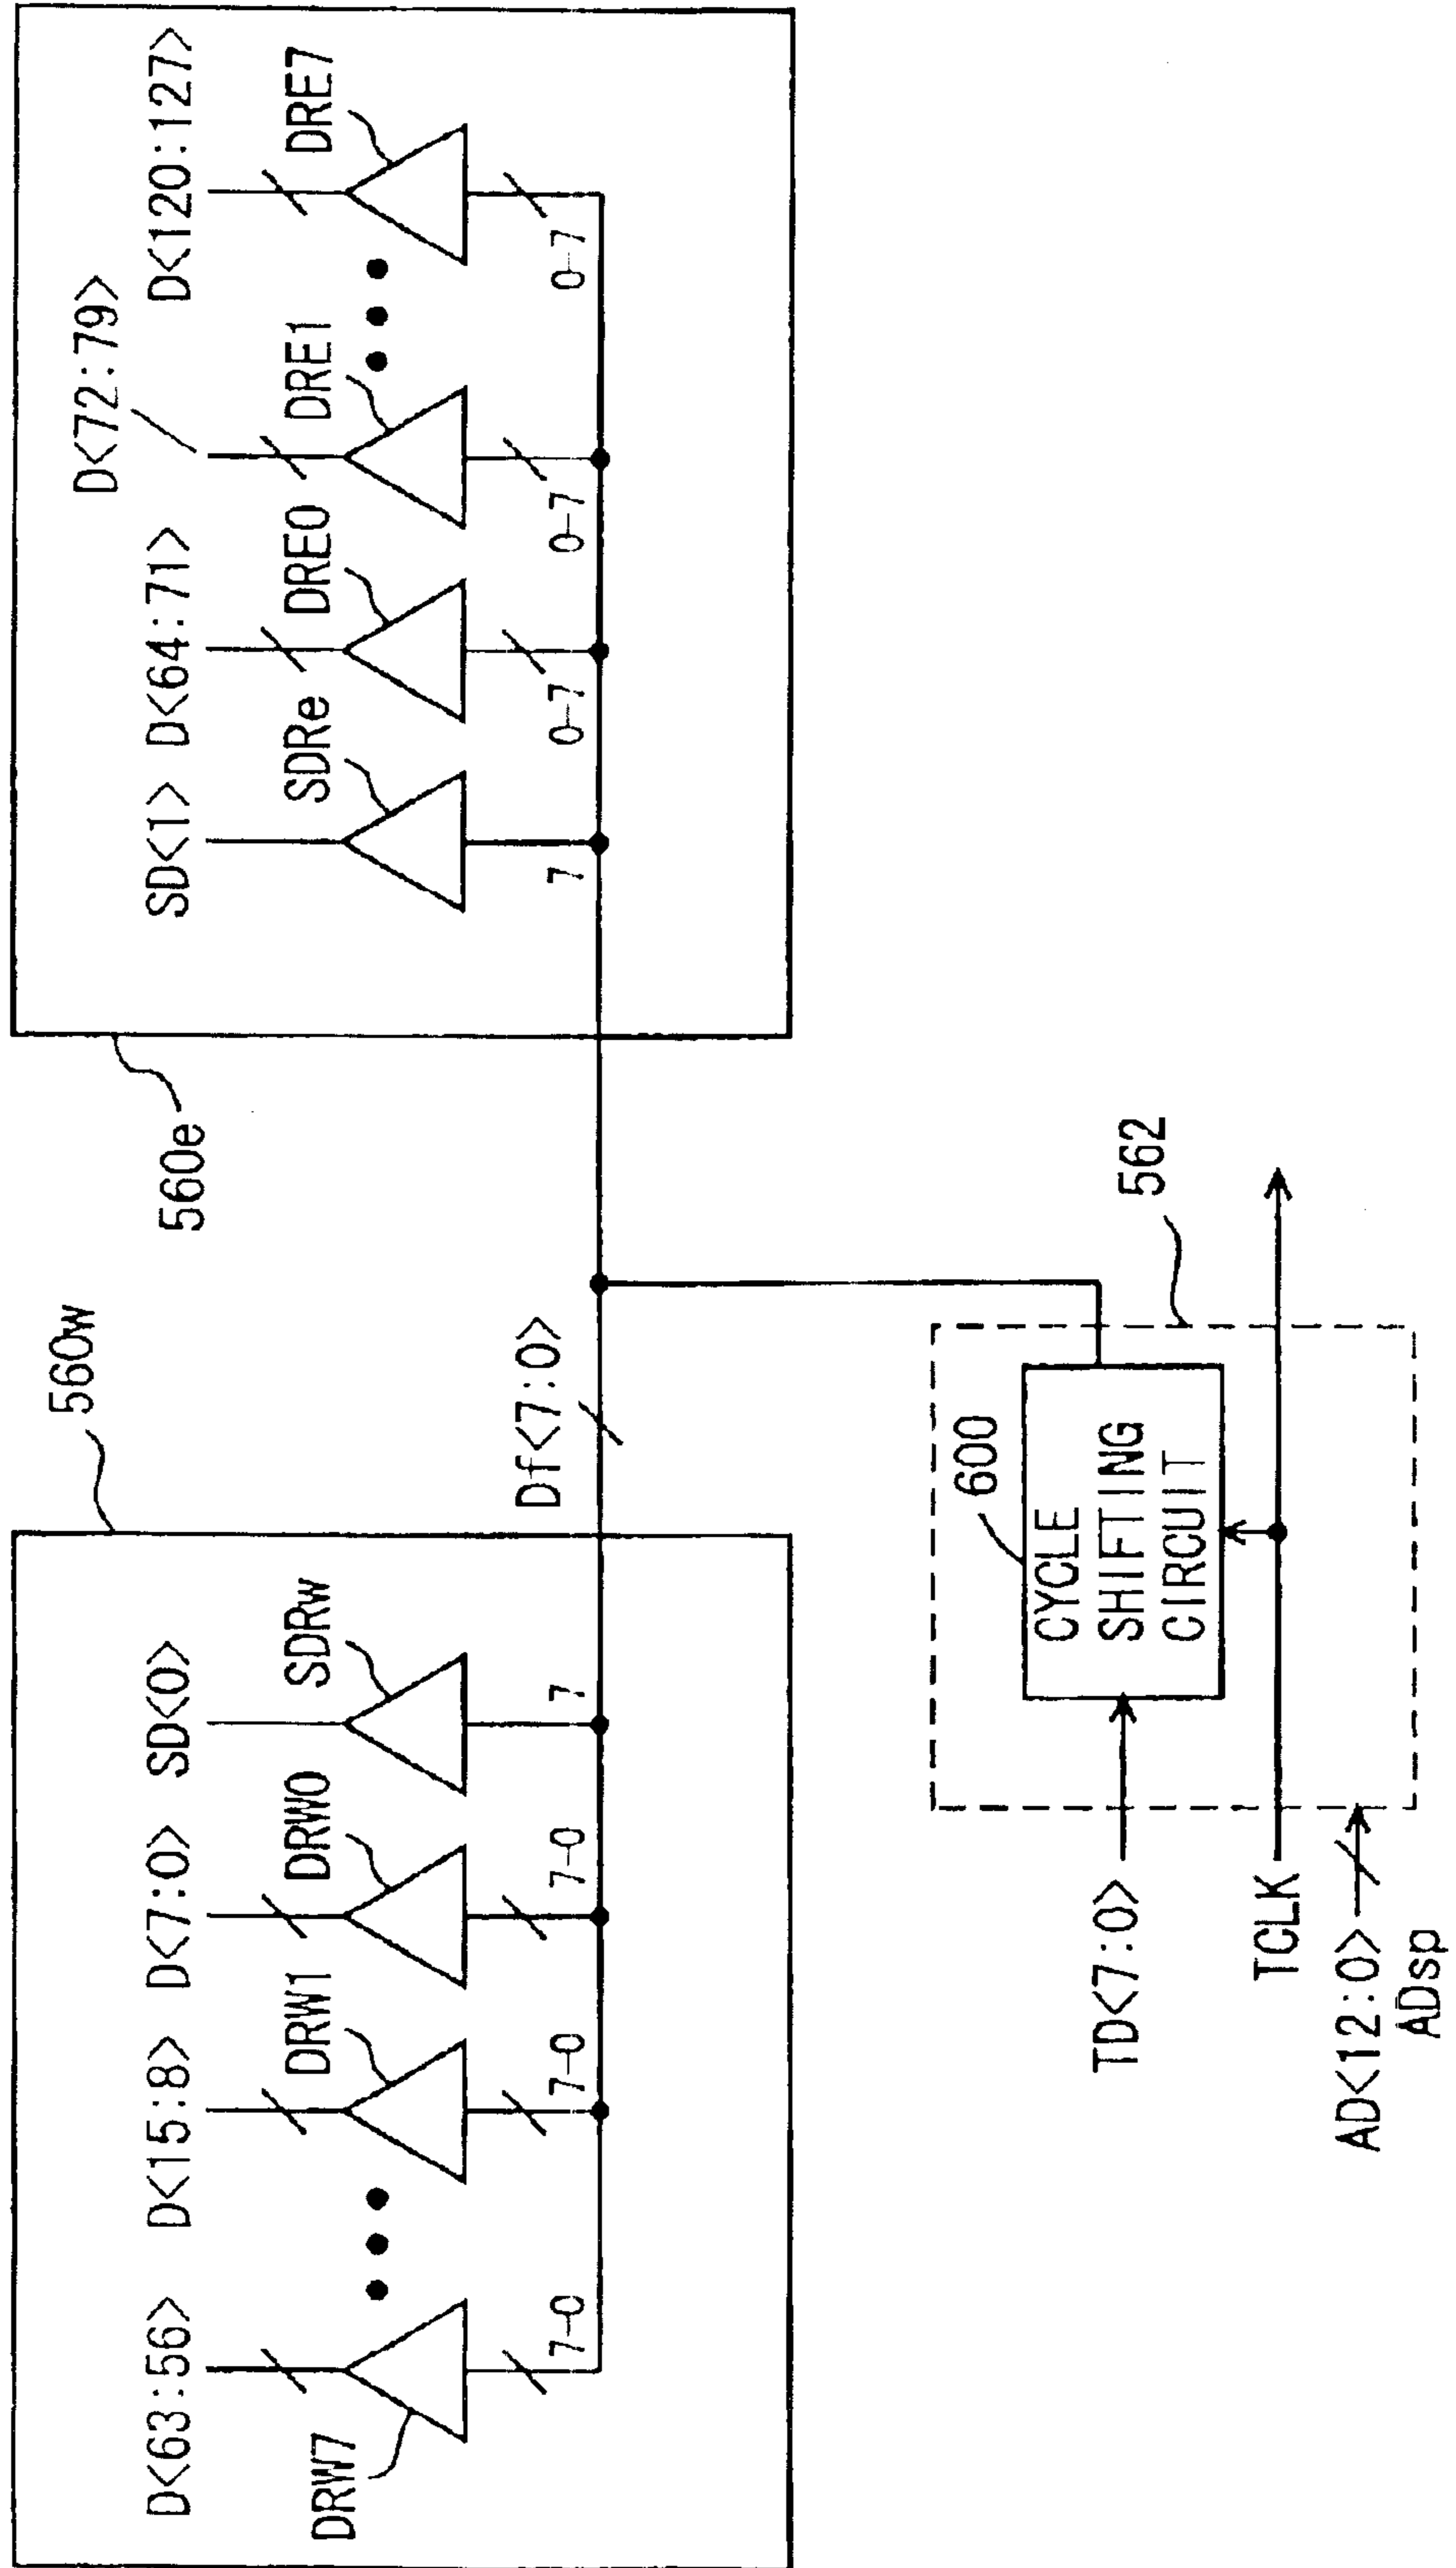 560w
560e
D<63:56>
D<15:8>
D<7:0>
SD<0>
SD<1>
D<64:71>
D<72:79>
D<120:127>
DRW7
DRW1
DRW0
SDRw
SDRe
DRE0
DRE1
DRE7
7-0
7-0
7-0
7
Df<7:0>
7
0-7
0-7
0-7
600
562
CYCLE
SHIFTING
CIRCUIT
TD<7:0>
TCLK
AD<12:0>
ADsp